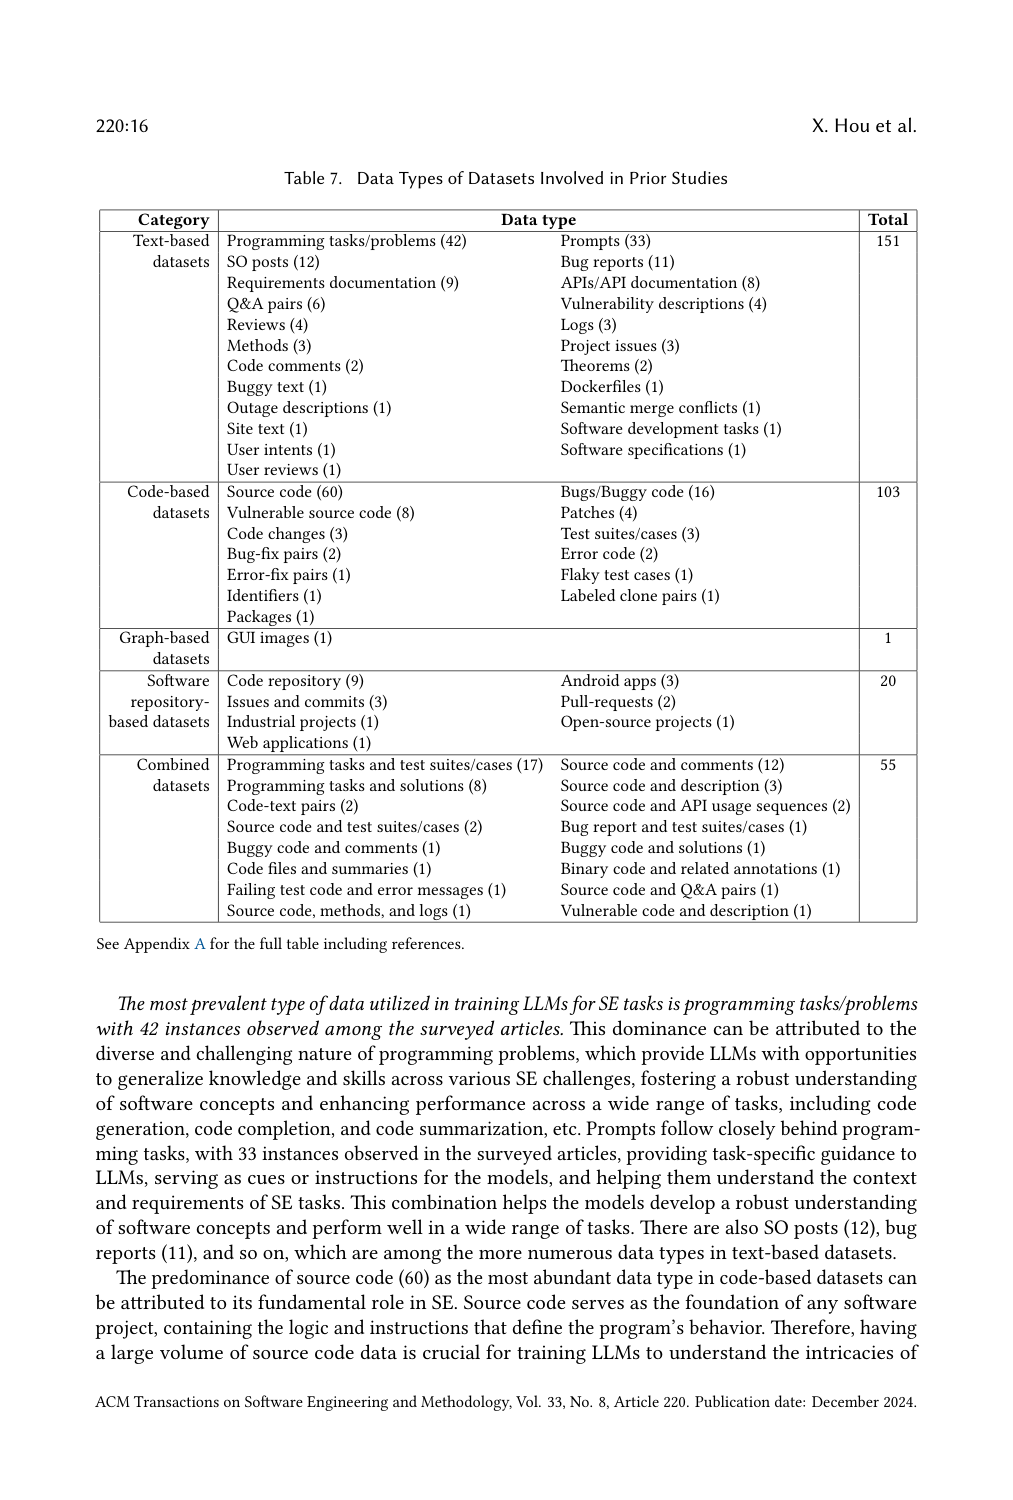 220:16 X. Hou et al.
Table 7. Data Types of Datasets Involved in Prior Studies
Category Data type Total
Text-based Programming tasks/problems (42) Prompts (33) 151
datasets SO posts (12) Bug reports (11)
Requirements documentation (9) APIs/API documentation (8)
Q&A pairs (6) Vulnerability descriptions (4)
Reviews (4) Logs (3)
Methods (3) Project issues (3)
Code comments (2) Theorems (2)
Buggy text (1) Dockerfiles (1)
Outage descriptions (1) Semantic merge conflicts (1)
Site text (1) Software development tasks (1)
User intents (1) Software specifications (1)
User reviews (1)
Code-based Source code (60) Bugs/Buggy code (16) 103
datasets Vulnerable source code (8) Patches (4)
Code changes (3) Test suites/cases (3)
Bug-fix pairs (2) Error code (2)
Error-fix pairs (1) Flaky test cases (1)
Identifiers (1) Labeled clone pairs (1)
Packages (1)
Graph-based GUI images (1) 1
datasets
Software Code repository (9) Android apps (3) 20
repository- Issues and commits (3) Pull-requests (2)
based datasets Industrial projects (1) Open-source projects (1)
Web applications (1)
Combined Programming tasks and test suites/cases (17) Source code and comments (12) 55
datasets Programming tasks and solutions (8) Source code and description (3)
Code-text pairs (2) Source code and API usage sequences (2)
Source code and test suites/cases (2) Bug report and test suites/cases (1)
Buggy code and comments (1) Buggy code and solutions (1)
Code files and summaries (1) Binary code and related annotations (1)
Failing test code and error messages (1) Source code and Q&A pairs (1)
Source code, methods, and logs (1) Vulnerable code and description (1)
See Appendix A for the full table including references.
The most prevalent type of data utilized in training LLMs for SE tasks is programming tasks/problems
with 42 instances observed among the surveyed articles. This dominance can be attributed to the
diverse and challenging nature of programming problems, which provide LLMs with opportunities
to generalize knowledge and skills across various SE challenges, fostering a robust understanding
of software concepts and enhancing performance across a wide range of tasks, including code
generation, code completion, and code summarization, etc. Prompts follow closely behind program-
ming tasks, with 33 instances observed in the surveyed articles, providing task-specific guidance to
LLMs, serving as cues or instructions for the models, and helping them understand the context
and requirements of SE tasks. This combination helps the models develop a robust understanding
of software concepts and perform well in a wide range of tasks. There are also SO posts (12), bug
reports (11), and so on, which are among the more numerous data types in text-based datasets.
The predominance of source code (60) as the most abundant data type in code-based datasets can
be attributed to its fundamental role in SE. Source code serves as the foundation of any software
project, containing the logic and instructions that define the program's behavior. Therefore, having
a large volume of source code data is crucial for training LLMs to understand the intricacies of
ACM Transactions on Software Engineering and Methodology, Vol. 33, No. 8, Article 220. Publication date: December 2024.